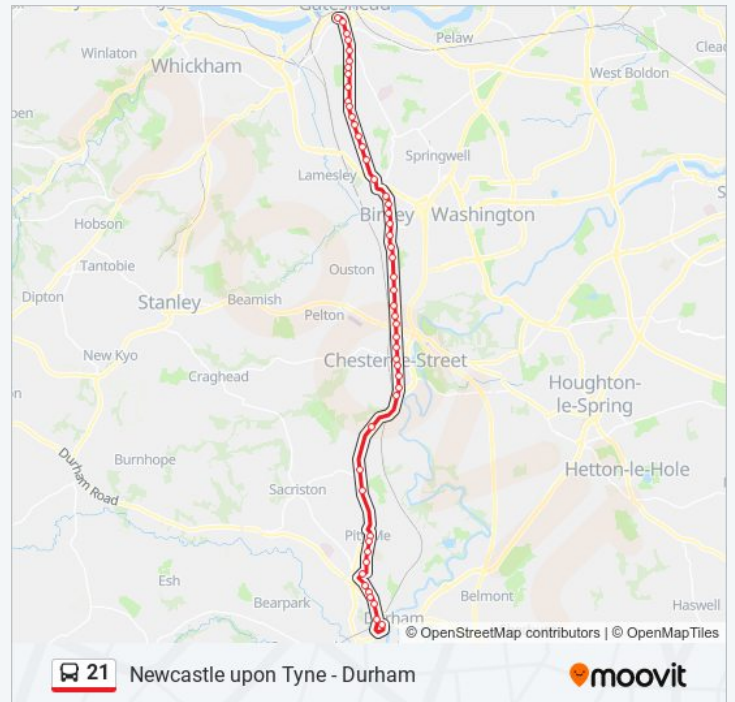 Gateshead
Pelaw
Clea
Winlaton
Whickham
West Boldon
pen
Springwell
Lamesley
S
Birtley
Washington
Hobson
Tantobie
Ouston
Dipton
Stanley
Beamish
Pelton
New Kyo
Chester-le-Street
Craghead
Houghton-
le-Spring
n
Burnhope
Hetton-le-Hole
Durham Road
Sacriston
Pity Me
Esh
Bearpark
Belmont
Haswell
Durham
© OpenStreetMap contributors | © OpenMapTiles
21 Newcastle upon Tyne - Durham
moovit